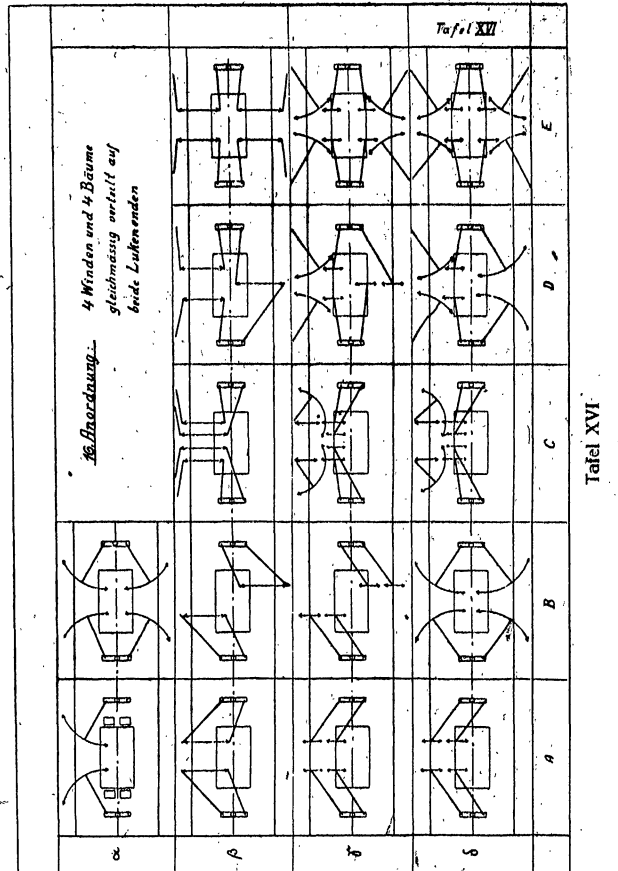 Tafel XVI
16. Anordnung: 4 Winden und 4 Bäume
gleichmässig verteilt auf
beide Lukenenden
α
β
γ
δ
A
B
C
D
E
Tafel XVI